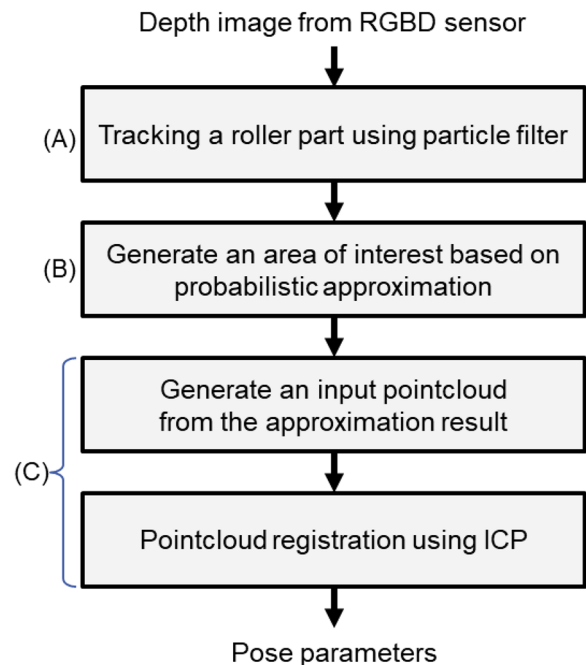 Depth image from RGBD sensor
(A)
Tracking a roller part using particle filter
(B)
Generate an area of interest based on
probabilistic approximation
(C)
Generate an input pointcloud
from the approximation result
Pointcloud registration using ICP
Pose parameters